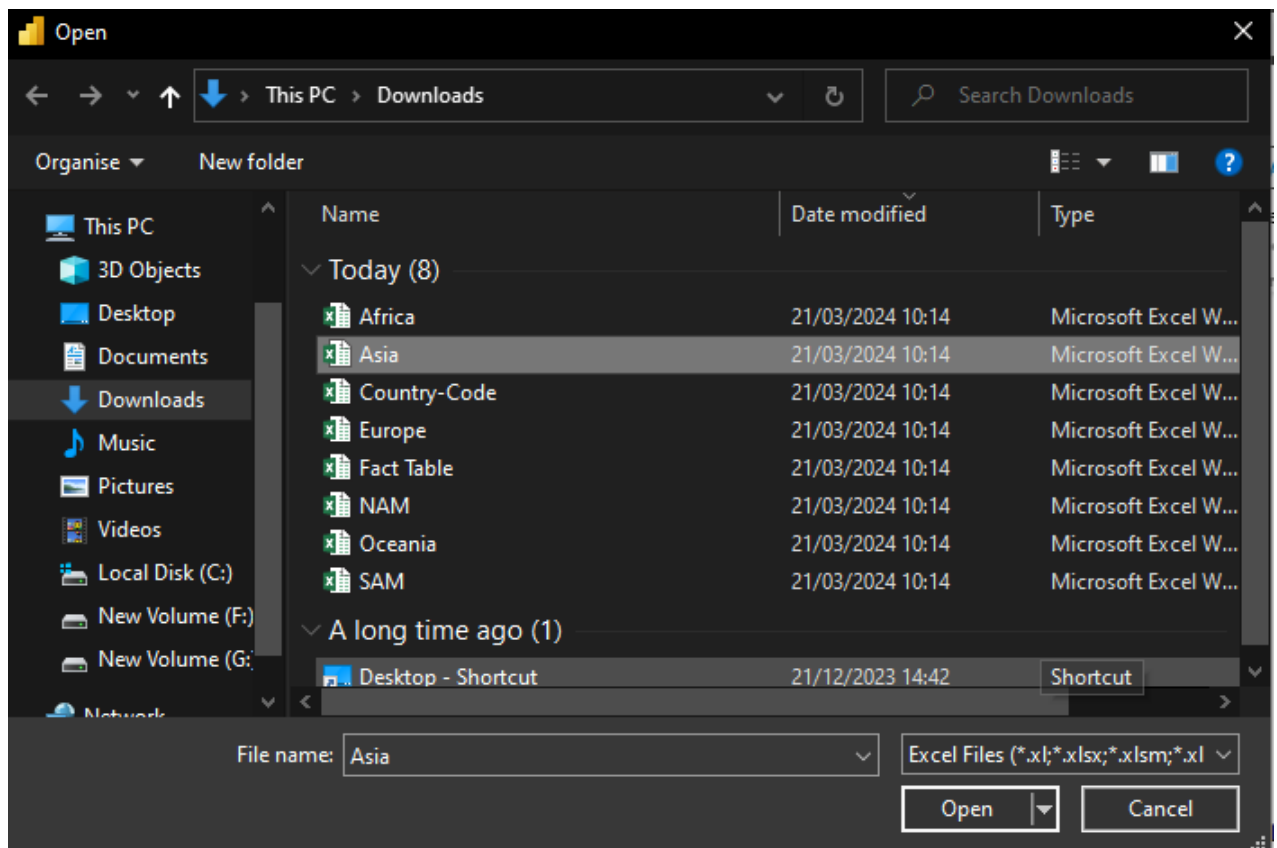 Open
This PC > Downloads
Search Downloads
Organise
New folder
Name
Date modified
Type
This PC
3D Objects
Desktop
Documents
Downloads
Music
Pictures
Videos
Local Disk (C:)
New Volume (F:)
New Volume (G:
Network
Today (8)
Africa 21/03/2024 10:14 Microsoft Excel W...
Asia 21/03/2024 10:14 Microsoft Excel W...
Country-Code 21/03/2024 10:14 Microsoft Excel W...
Europe 21/03/2024 10:14 Microsoft Excel W...
Fact Table 21/03/2024 10:14 Microsoft Excel W...
NAM 21/03/2024 10:14 Microsoft Excel W...
Oceania 21/03/2024 10:14 Microsoft Excel W...
SAM 21/03/2024 10:14 Microsoft Excel W...
A long time ago (1)
Desktop - Shortcut 21/12/2023 14:42 Shortcut
File name: Asia
Excel Files (*.xl;*.xlsx;*.xlsm;*.xl
Open
Cancel